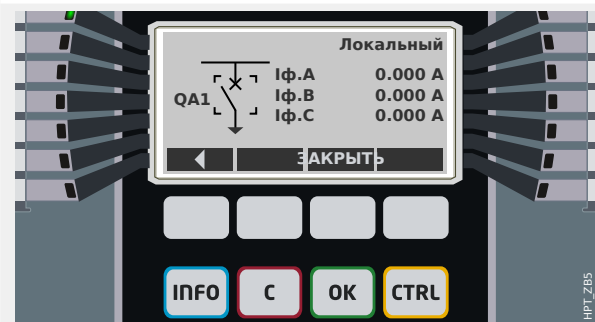 Локальный
Iф.A 0.000 A
QA1 Iф.B 0.000 A
Iф.C 0.000 A
ЗАКРЫТЬ
INFO C OK CTRL
HPT_ZB5